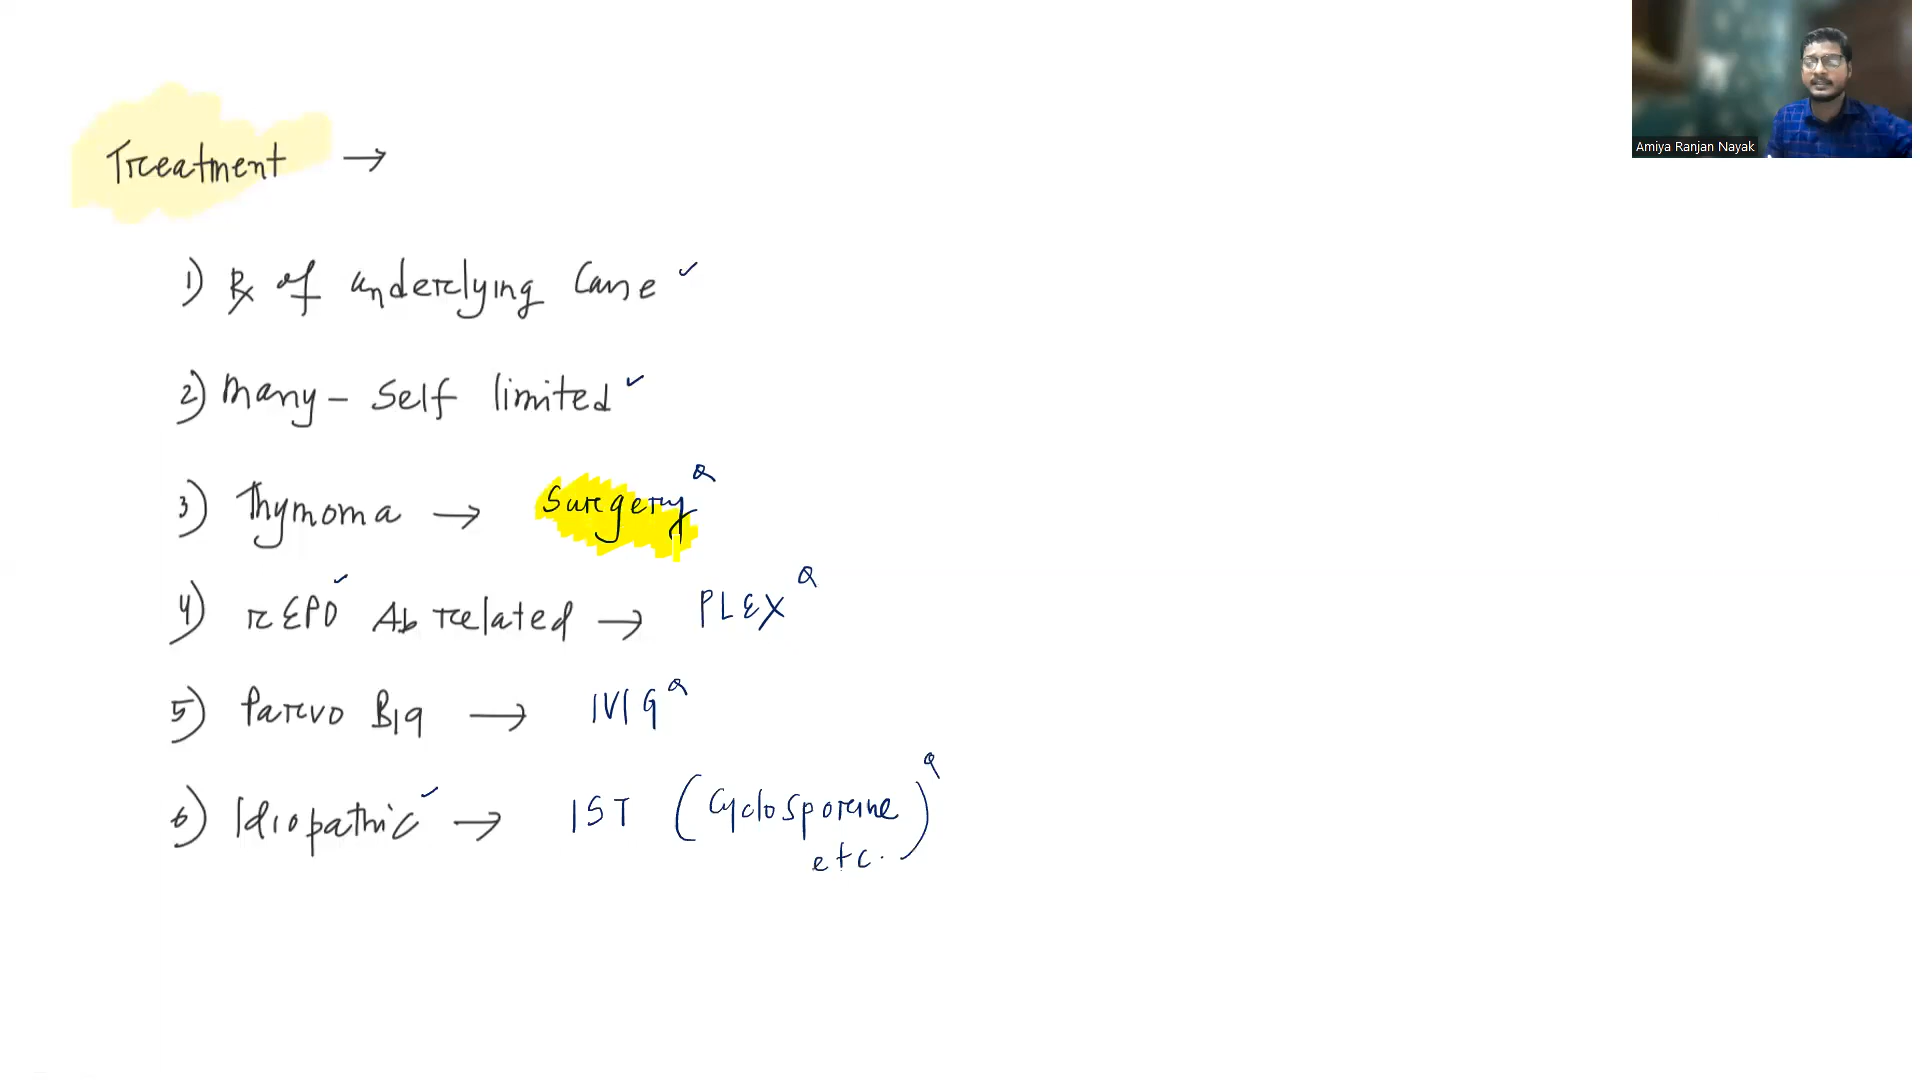 Amiya Ranjan Nayak
Treatment →
1) Rx of underlying Cause ✓
2) Many - Self limited ✓
3) Thymoma → Surgery Q
4) rEPO ✓ Ab related → PLEX Q
5) Parvo B19 → IVIG Q
6) Idiopathic ✓ → IST (Cyclosporine Q
etc.)